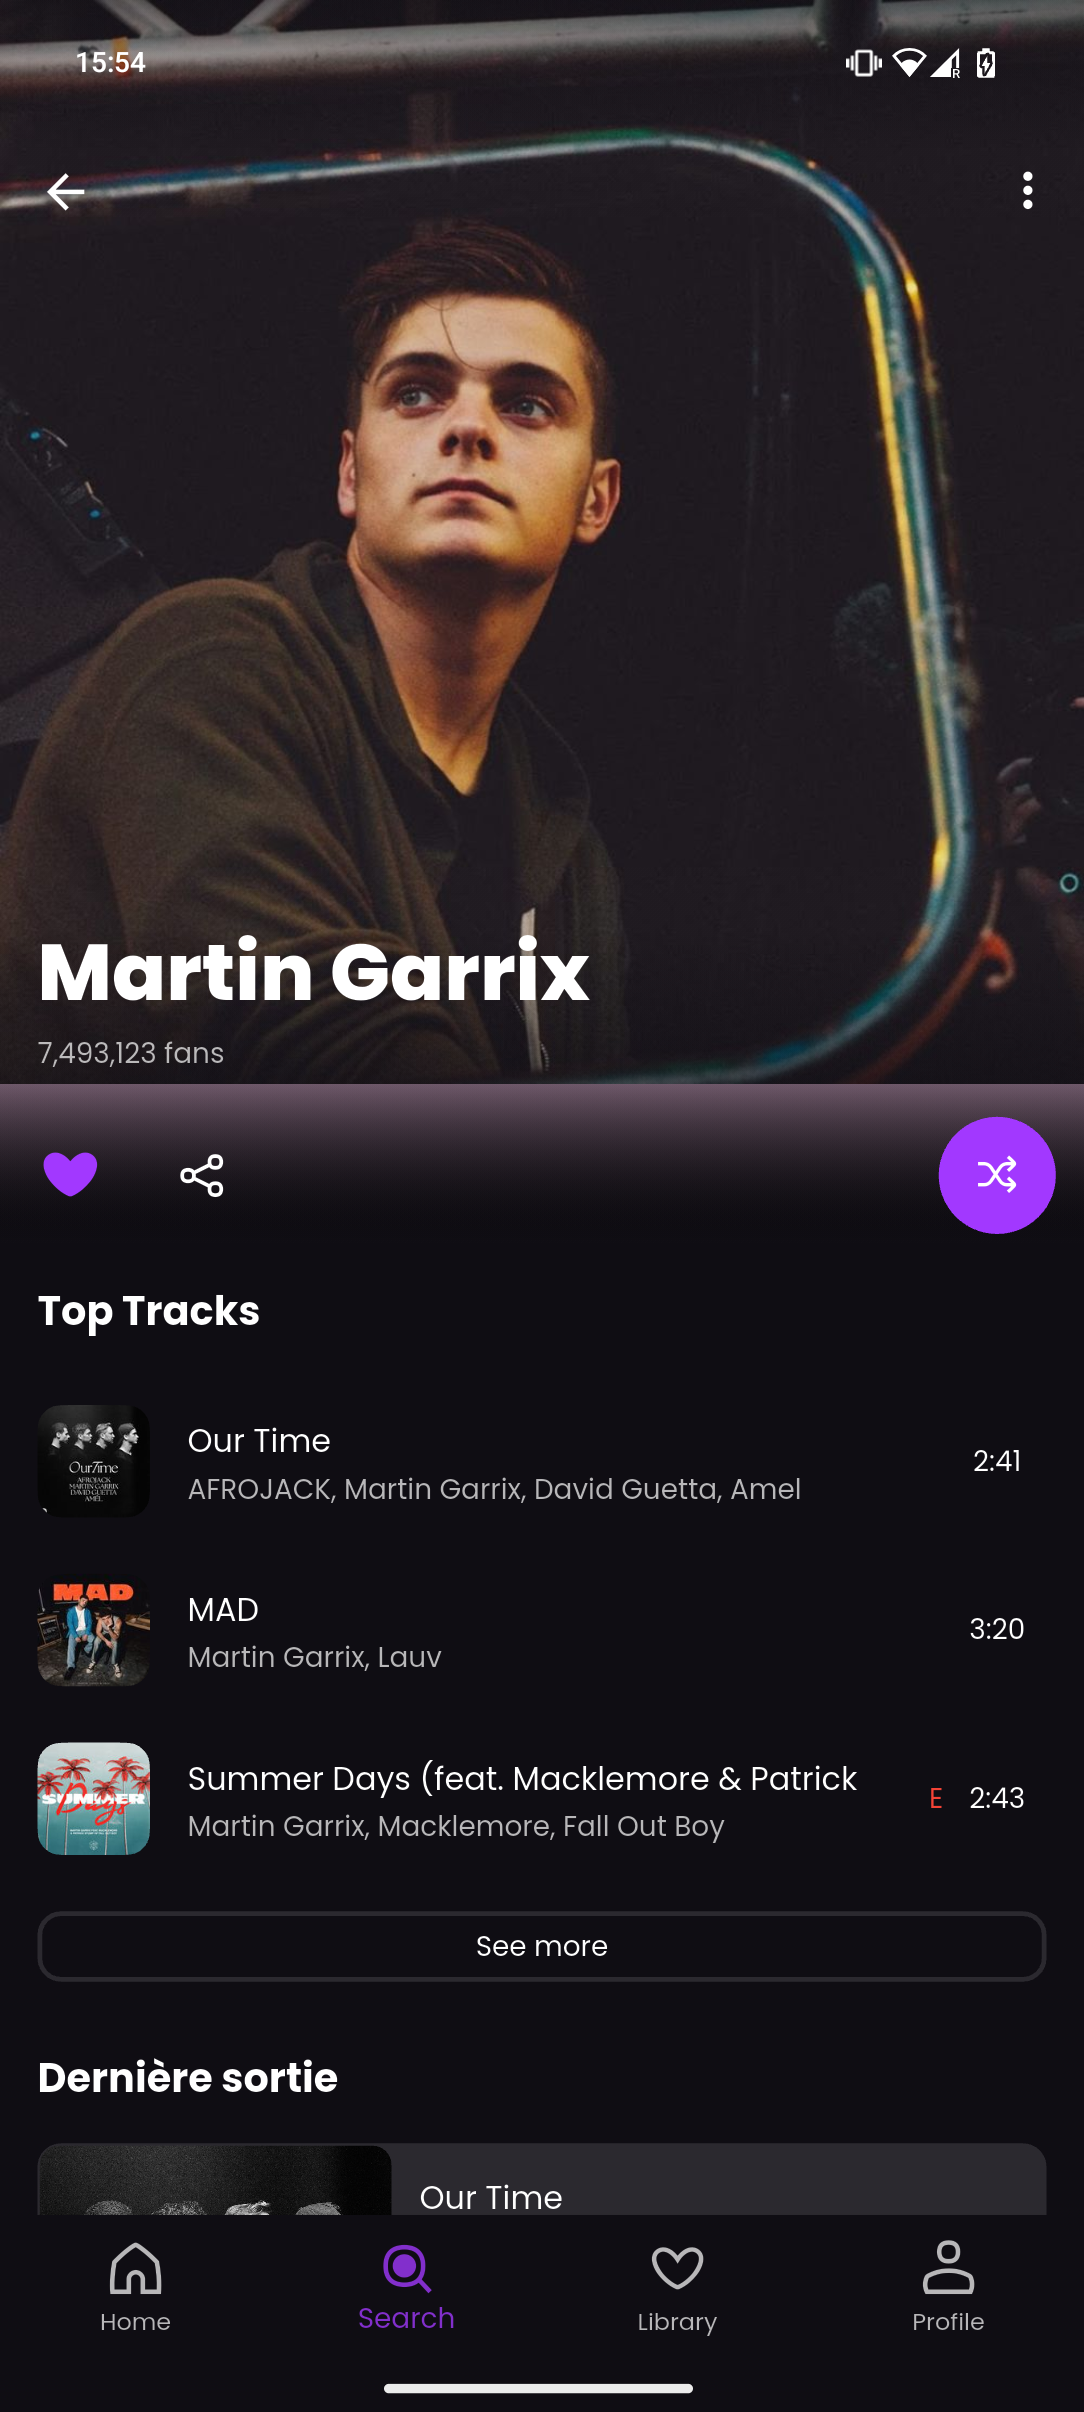 15:54
R
Martin Garrix
7,493,123 fans
Top Tracks
OurTime
AFROJACK
MARTIN GARRIX
DAVID GUETTA
AMEL
Our Time
2:41
AFROJACK, Martin Garrix, David Guetta, Amel
MAD
MAD
3:20
Martin Garrix, Lauv
SUMMER
Days
Summer Days (feat. Macklemore & Patrick
E 2:43
Martin Garrix, Macklemore, Fall Out Boy
See more
Dernière sortie
Our Time
Home
Search
Library
Profile